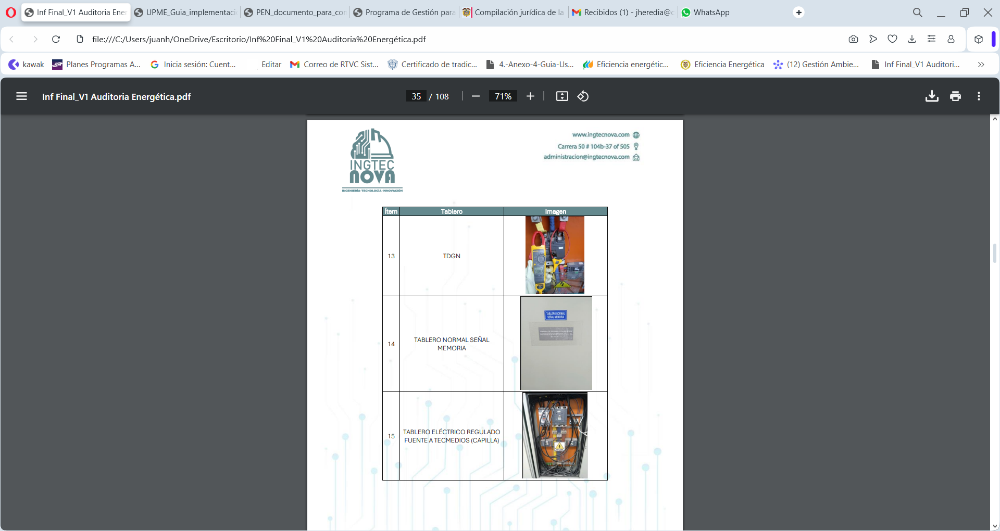 Inf Final_V1 Auditoria Ener
UPME_Guia_implementaci
PEN_documento_para_cor
Programa de Gestión para
Compilación jurídica de la
Recibidos (1) - jheredia@c
WhatsApp
file:///C:/Users/juanh/OneDrive/Escritorio/Inf%20Final_V1%20Auditoria%20Energética.pdf
kawak
Planes Programas A...
Inicia sesión: Cuent...
Editar
Correo de RTVC Sist...
Certificado de tradic...
4.-Anexo-4-Guia-Us...
Eficiencia energétic...
Eficiencia Energética
(12) Gestión Ambie...
Inf Final_V1 Auditori...
Inf Final_V1 Auditoria Energética.pdf
35 / 108
71%
www.ingtecnova.com
Carrera 50 # 104b-37 of 505
administracion@ingtecnova.com
INGTEC
NOVA
INGENIERÍA-TECNOLOGÍA-INNOVACIÓN
Ítem Tablero Imagen
13 TDGN
TABLERO NORMAL
SEÑAL MEMORIA
14 TABLERO NORMAL SEÑAL
MEMORIA
15 TABLERO ELÉCTRICO REGULADO
FUENTE A TECMEDIOS (CAPILLA)